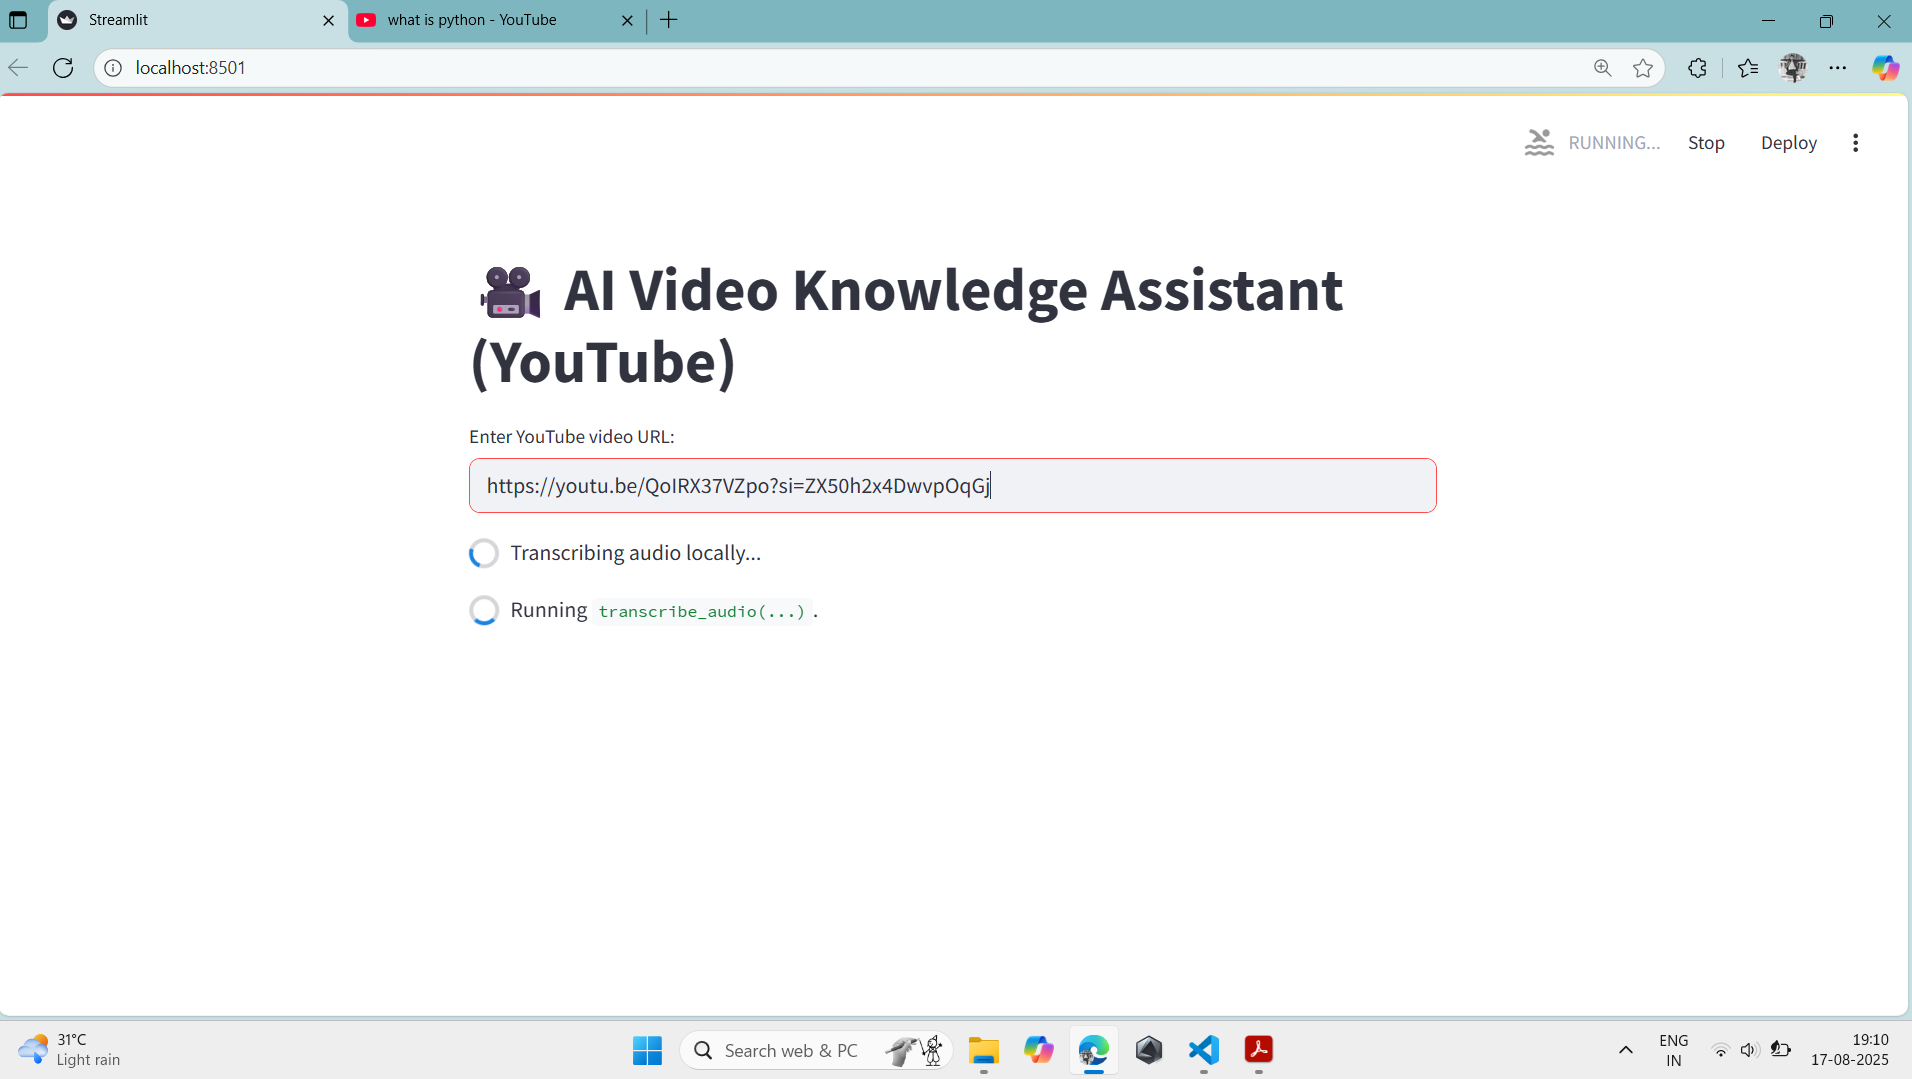 Streamlit
what is python - YouTube
localhost:8501
RUNNING...
Stop
Deploy
AI Video Knowledge Assistant
(YouTube)
Enter YouTube video URL:
https://youtu.be/QoIRX37VZpo?si=ZX50h2x4DwvpOqGj
Transcribing audio locally...
Running transcribe_audio(...).
31°C
Light rain
Search web & PC
ENG
IN
19:10
17-08-2025